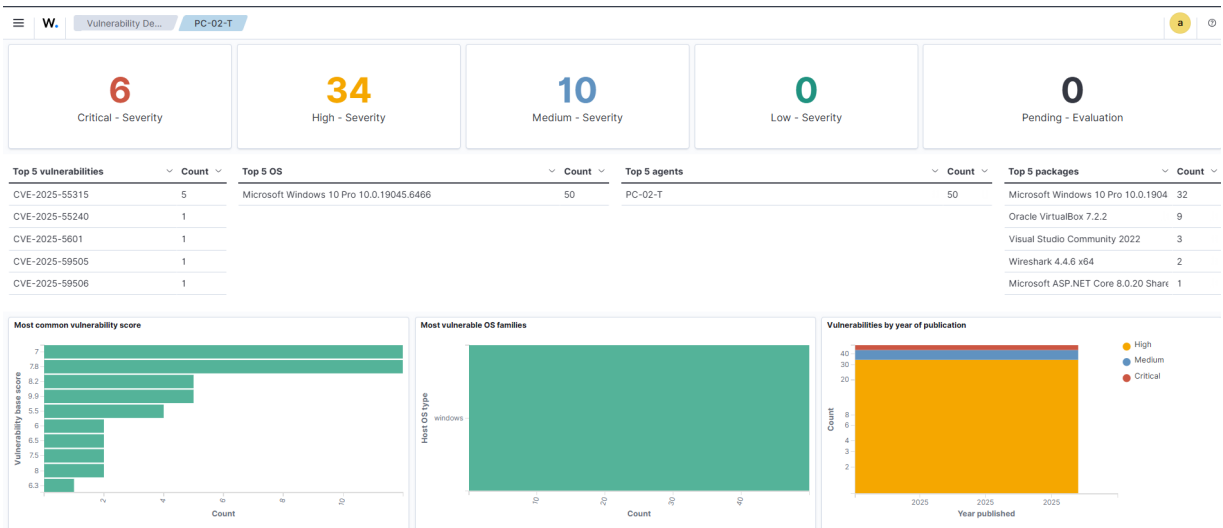 W. Vulnerability De... PC-02-T a
6 34 10 0 0
Critical - Severity High - Severity Medium - Severity Low - Severity Pending - Evaluation
Top 5 vulnerabilities Count Top 5 OS Count Top 5 agents Count Top 5 packages Count
CVE-2025-55315 5 Microsoft Windows 10 Pro 10.0.19045.6466 50 PC-02-T 50 Microsoft Windows 10 Pro 10.0.1904 32
CVE-2025-55240 1 Oracle VirtualBox 7.2.2 9
CVE-2025-5601 1 Visual Studio Community 2022 3
CVE-2025-59505 1 Wireshark 4.4.6 x64 2
CVE-2025-59506 1 Microsoft ASP.NET Core 8.0.20 Share 1
Most common vulnerability score
Vulnerability base score
7
7.8
8.2
9.9
5.5
6
6.5
7.5
8
6.3
2 4 6 8 10
Count
Most vulnerable OS families
Host OS type
windows
10 20 30 40
Count
Vulnerabilities by year of publication
Count
40
30
20
8
6
4
3
2
2025 2025 2025
Year published
High
Medium
Critical